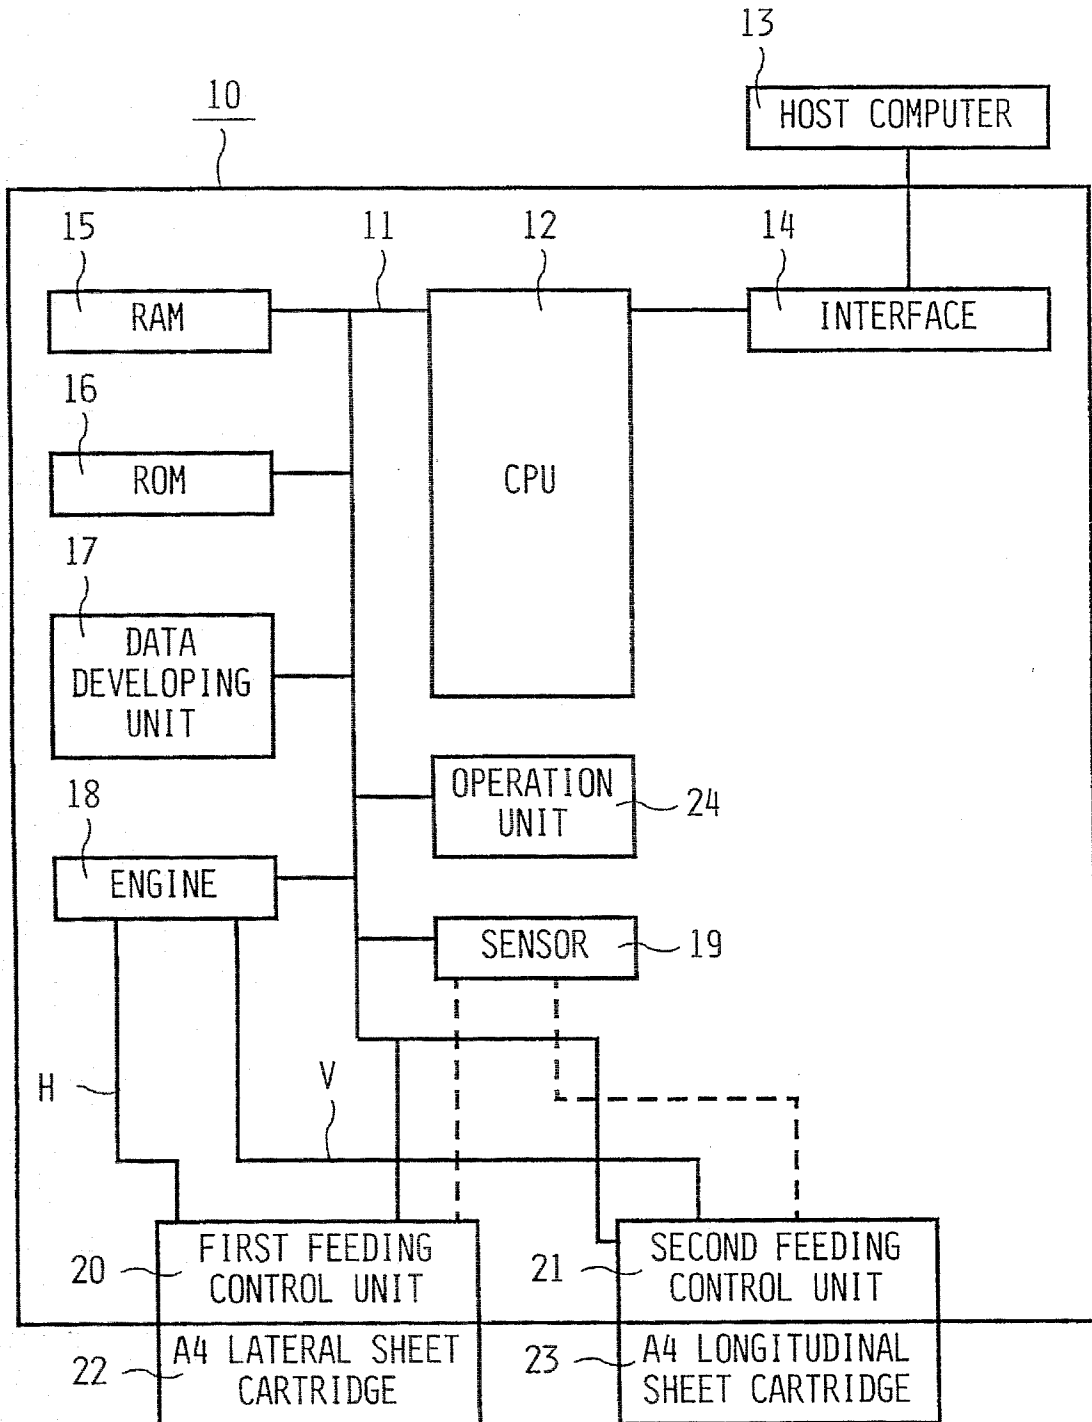 13
HOST COMPUTER
10
15
11
12
14
RAM
INTERFACE
16
ROM
CPU
17
DATA
DEVELOPING
UNIT
18
OPERATION
UNIT
24
ENGINE
SENSOR
19
H
V
20
FIRST FEEDING
CONTROL UNIT
21
SECOND FEEDING
CONTROL UNIT
22
A4 LATERAL SHEET
CARTRIDGE
23
A4 LONGITUDINAL
SHEET CARTRIDGE